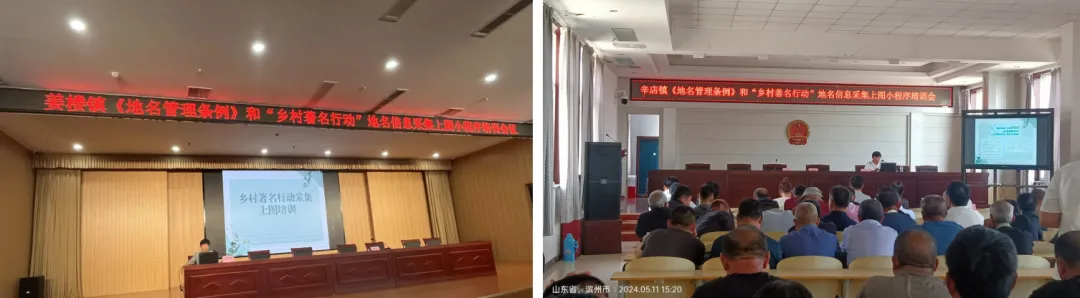 姜楼镇《地名管理条例》和“乡村著名行动”地名信息采集上图小程序培训会议
乡村著名行动采集
上图培训
辛店镇《地名管理条例》和“乡村著名行动”地名信息采集上图小程序培训会
山东省、滨州市 | 2024.05.11 15:20